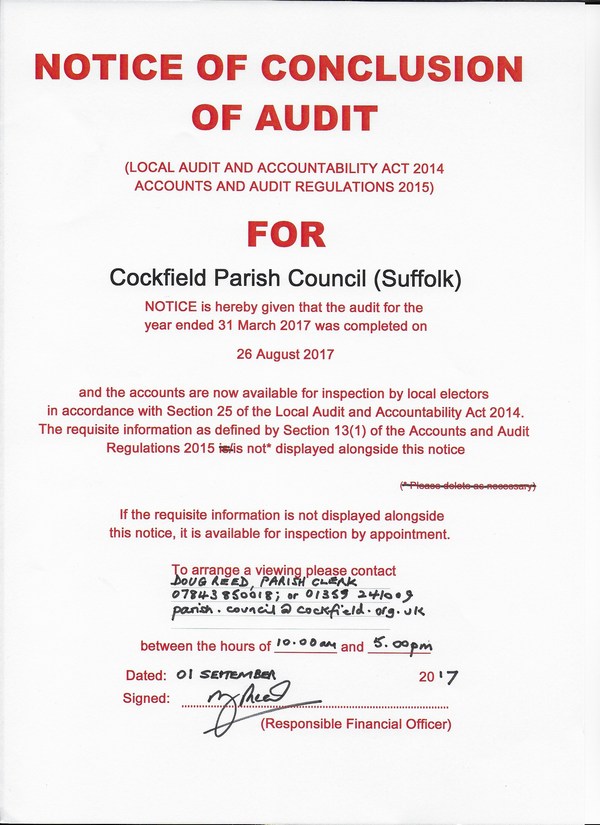 NOTICE OF CONCLUSION
OF AUDIT
(LOCAL AUDIT AND ACCOUNTABILITY ACT 2014
ACCOUNTS AND AUDIT REGULATIONS 2015)
FOR
Cockfield Parish Council (Suffolk)
NOTICE is hereby given that the audit for the
year ended 31 March 2017 was completed on
26 August 2017
and the accounts are now available for inspection by local electors
in accordance with Section 25 of the Local Audit and Accountability Act 2014.
The requisite information as defined by Section 13(1) of the Accounts and Audit
Regulations 2015 is/is not* displayed alongside this notice
(* Please delete as necessary)
If the requisite information is not displayed alongside
this notice, it is available for inspection by appointment.
To arrange a viewing please contact
DOUG REED, PARISH CLERK
07843 850018; or 01359 241009
parish.council@cockfield.org.uk
between the hours of 10.00am and 5.00pm
Dated: 01 SEPTEMBER 2017
Signed:
(Responsible Financial Officer)